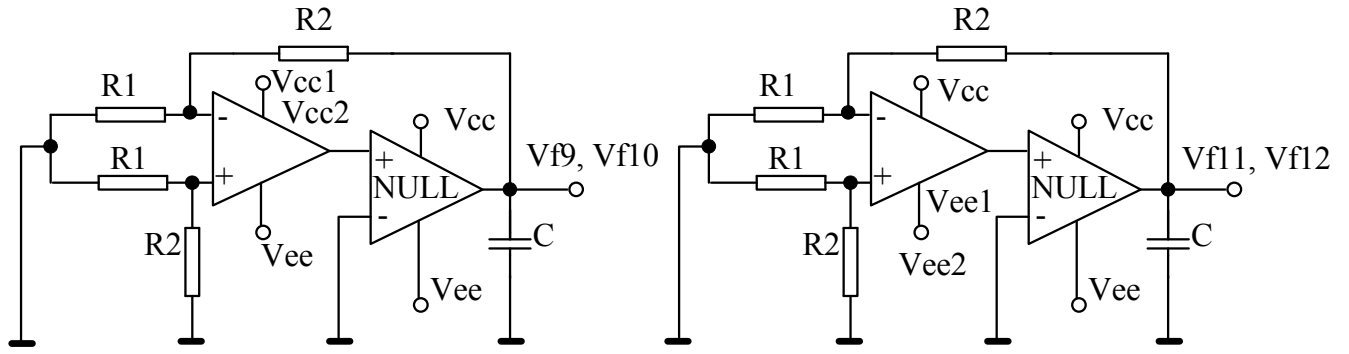 R2
R2
Vcc1
Vcc
R1
Vcc2
R1
Vcc
Vcc
-
-
Vf9, Vf10
Vf11, Vf12
R1
+
R1
+
+
NULL
+
NULL
-
-
R2
Vee
C
R2
Vee1
Vee2
C
Vee
Vee